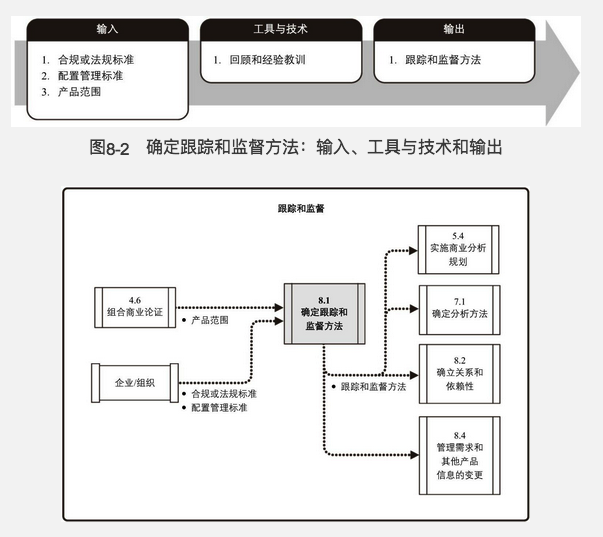 输入
1. 合规或法规标准
2. 配置管理标准
3. 产品范围
工具与技术
1. 回顾和经验教训
输出
1. 跟踪和监督方法
图8-2 确定跟踪和监督方法：输入、工具与技术和输出
跟踪和监督
4.6
组合商业论证
• 产品范围
企业/组织
• 合规或法规标准
• 配置管理标准
8.1
确定跟踪和
监督方法
• 跟踪和监督方法
5.4
实施商业分析
规划
7.1
确定分析方法
8.2
确立关系和
依赖性
8.4
管理需求和
其他产品
信息的变更